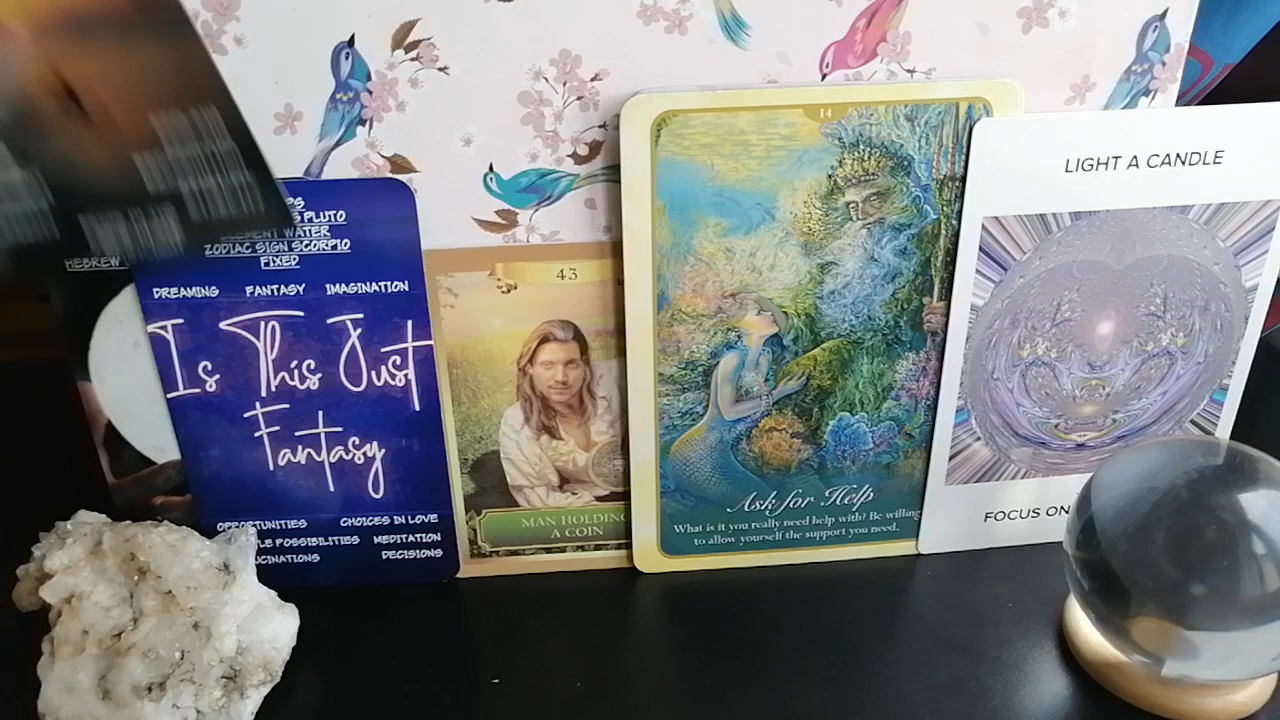 PLUTO
WATER
ZODIAC SIGN SCORPIO
FIXED
HEBREW
DREAMING FANTASY IMAGINATION
Is This Just
Fantasy
OPPORTUNITIES CHOICES IN LOVE
POSSIBILITIES MEDITATION
DECISIONS
43
MAN HOLDING
A COIN
14
Ask for Help
What is it you really need help with? Be willing
to allow yourself the support you need.
LIGHT A CANDLE
FOCUS ON